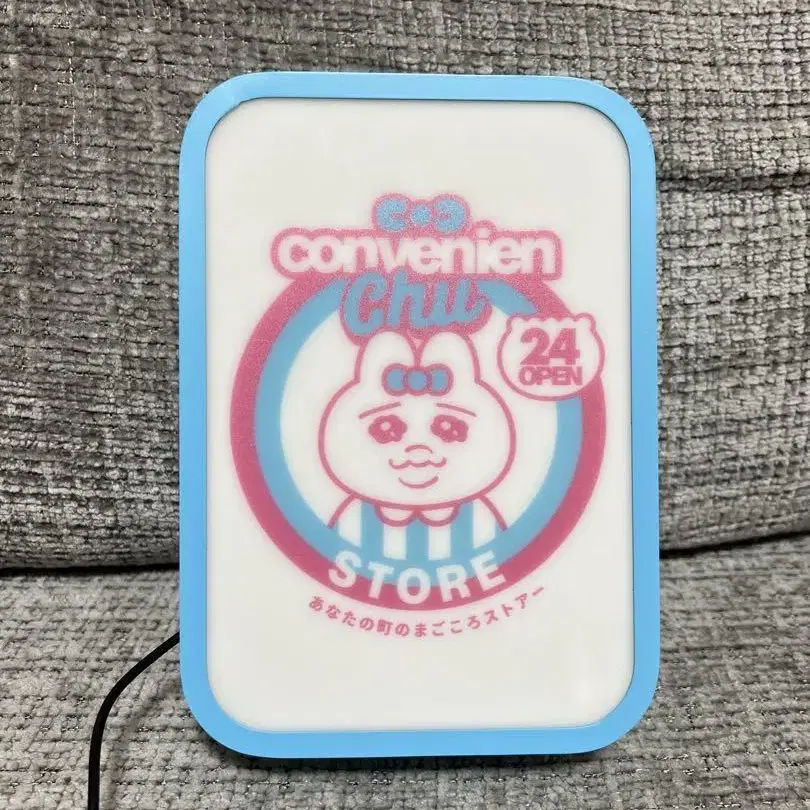 convenien
Chu
24
OPEN
STORE
あなたの町のまごころストアー